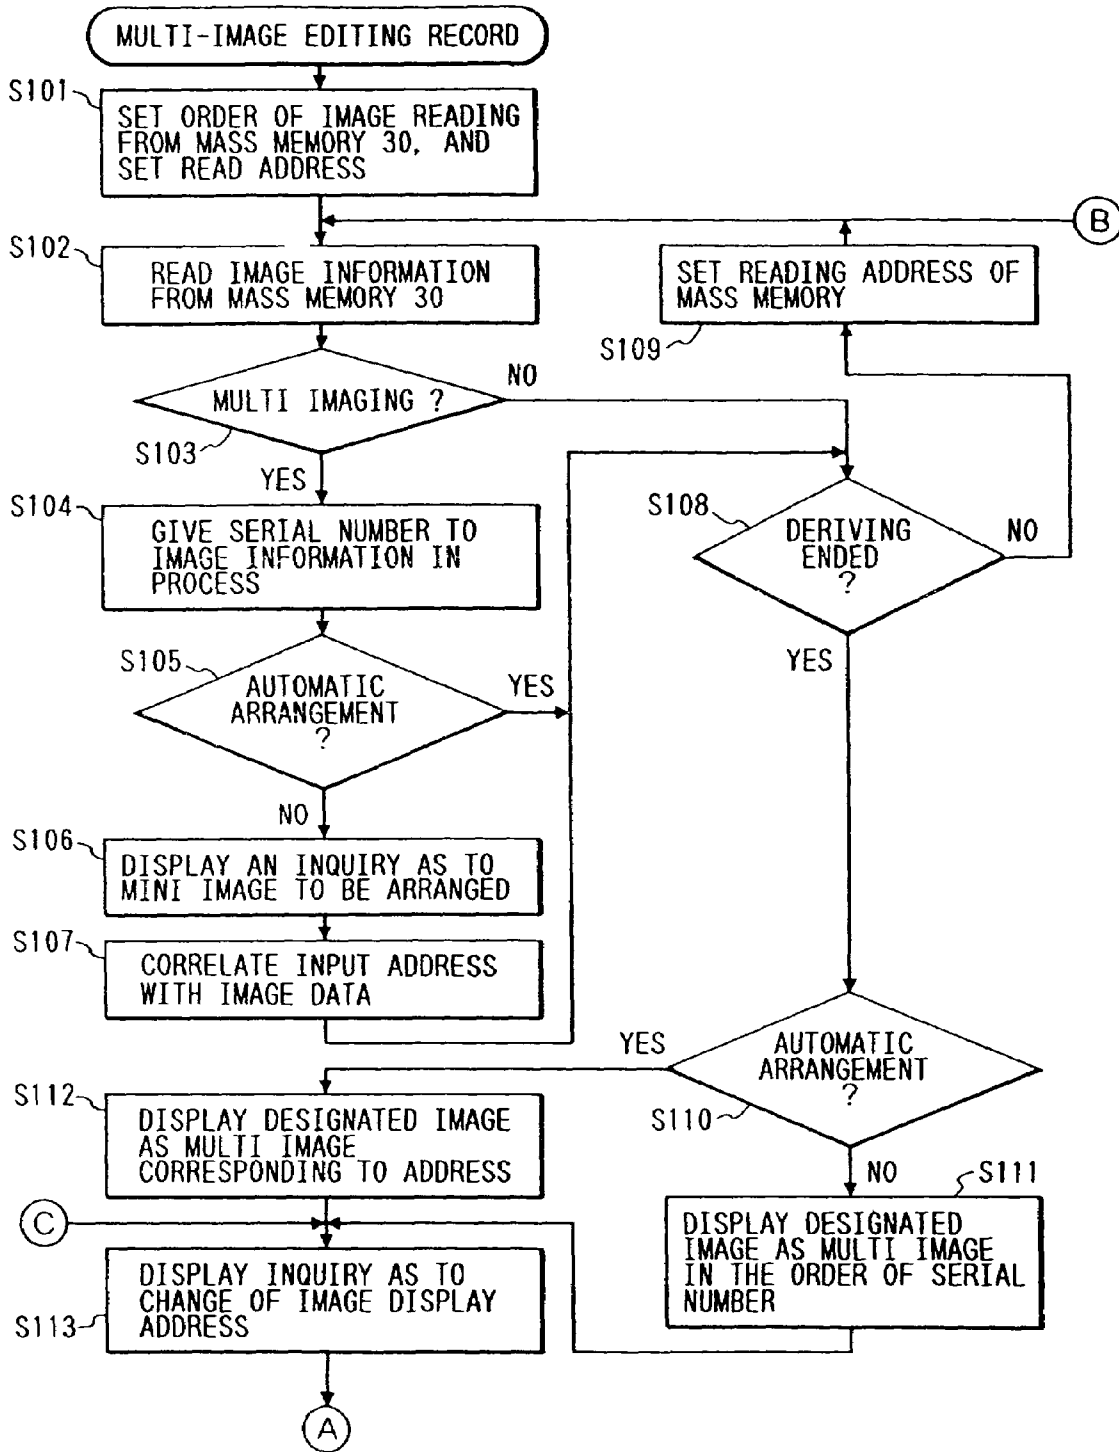 MULTI-IMAGE EDITING RECORD
S101
SET ORDER OF IMAGE READING
FROM MASS MEMORY 30, AND
SET READ ADDRESS
B
S102
READ IMAGE INFORMATION
FROM MASS MEMORY 30
SET READING ADDRESS OF
MASS MEMORY
S109
MULTI IMAGING ?
NO
S103
YES
S104
GIVE SERIAL NUMBER TO
IMAGE INFORMATION IN
PROCESS
S108
DERIVING
ENDED
?
NO
YES
S105
AUTOMATIC
ARRANGEMENT
?
YES
NO
S106
DISPLAY AN INQUIRY AS TO
MINI IMAGE TO BE ARRANGED
S107
CORRELATE INPUT ADDRESS
WITH IMAGE DATA
YES
AUTOMATIC
ARRANGEMENT
?
S110
NO
S112
DISPLAY DESIGNATED IMAGE
AS MULTI IMAGE
CORRESPONDING TO ADDRESS
S111
DISPLAY DESIGNATED
IMAGE AS MULTI IMAGE
IN THE ORDER OF SERIAL
NUMBER
C
DISPLAY INQUIRY AS TO
CHANGE OF IMAGE DISPLAY
ADDRESS
S113
A